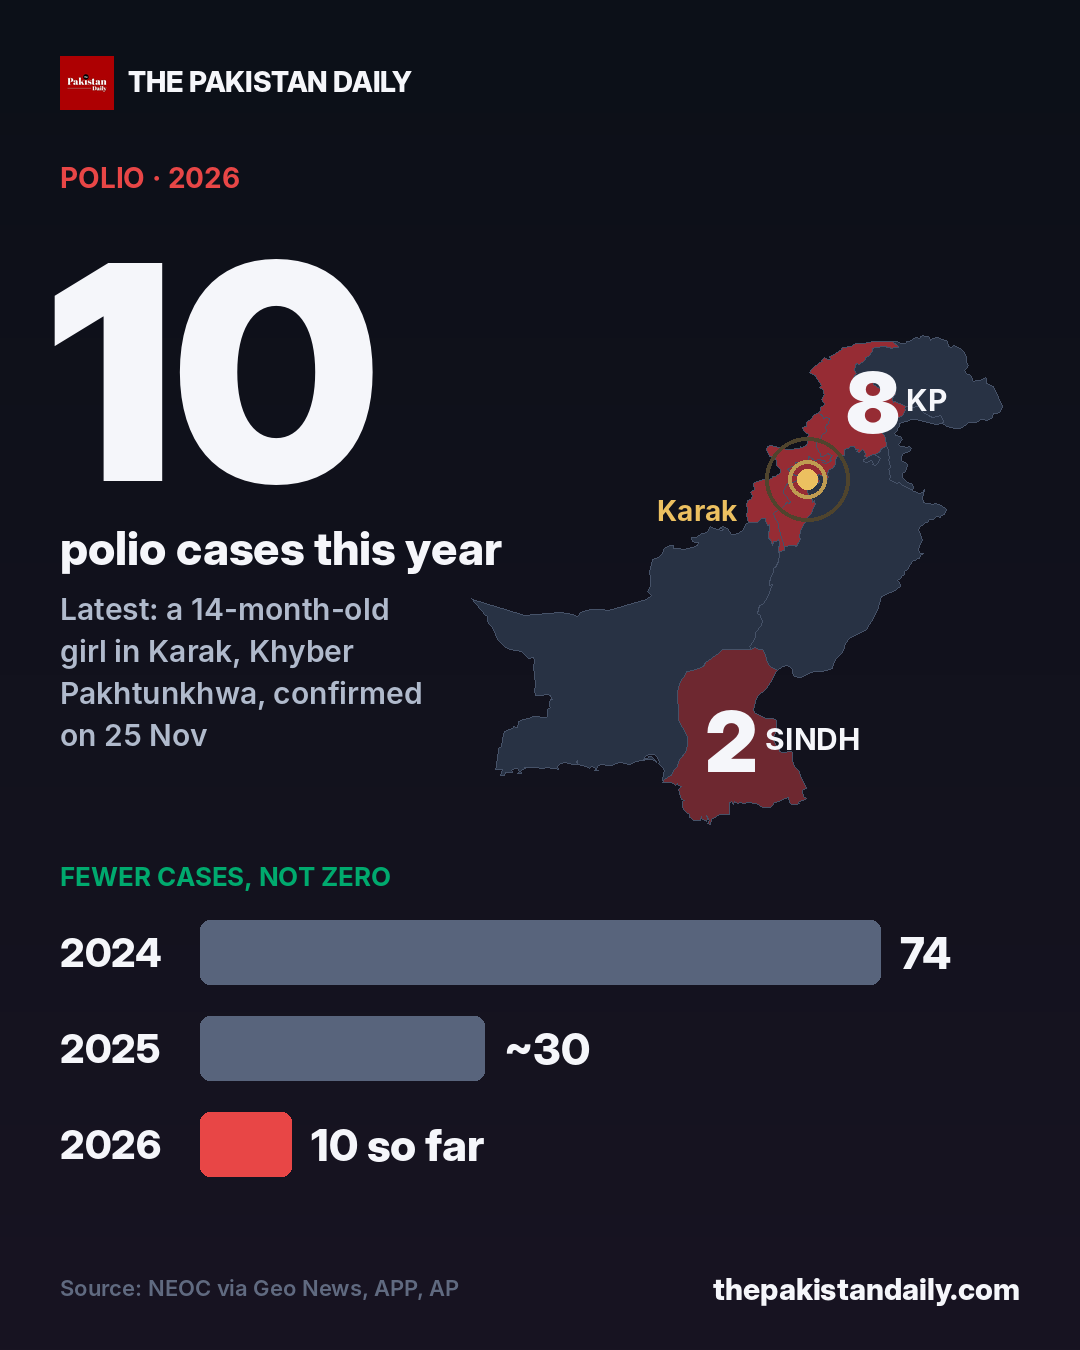 Pakistan
Daily
THE PAKISTAN DAILY
POLIO · 2026
10
polio cases this year
Latest: a 14-month-old
girl in Karak, Khyber
Pakhtunkhwa, confirmed
on 25 Nov
8 KP
Karak
2 SINDH
FEWER CASES, NOT ZERO
2024 74
2025 ~30
2026 10 so far
Source: NEOC via Geo News, APP, AP
thepakistandaily.com